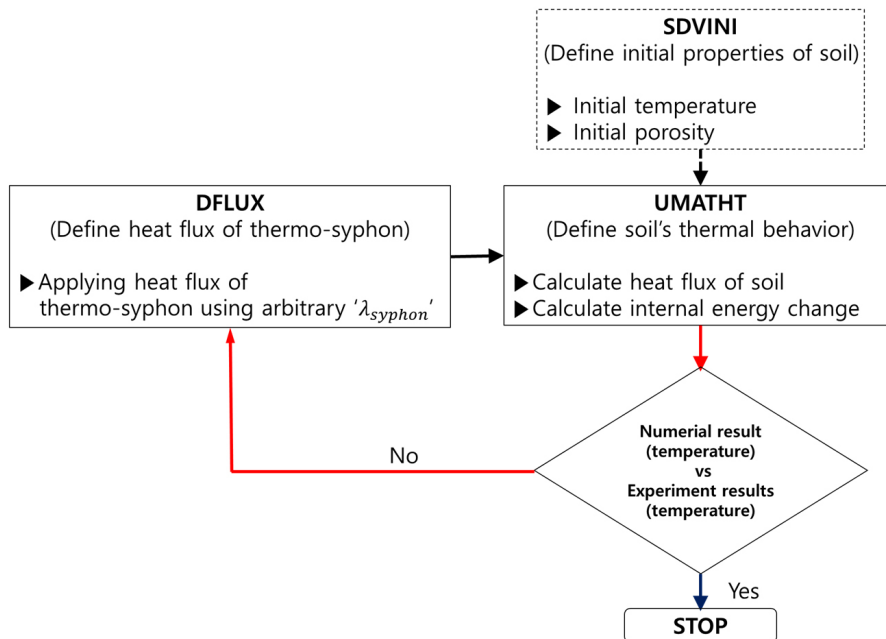 SDVINI
(Define initial properties of soil)
▶ Initial temperature
▶ Initial porosity
DFLUX
(Define heat flux of thermo-syphon)
▶ Applying heat flux of
thermo-syphon using arbitrary ‘λsyphon’
UMATHT
(Define soil's thermal behavior)
▶ Calculate heat flux of soil
▶ Calculate internal energy change
Numerial result
(temperature)
vs
Experiment results
(temperature)
No
Yes
STOP